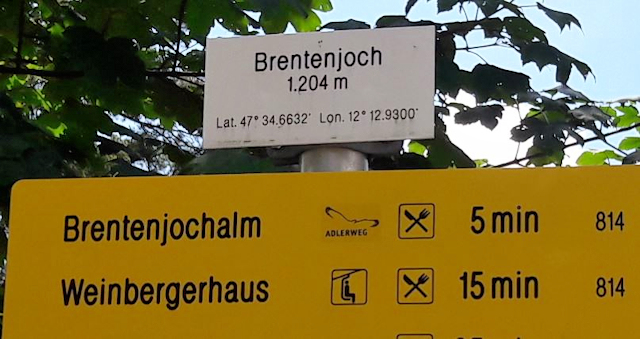 Brentenjoch
1.204 m
Lat. 47° 34.6632' Lon. 12° 12.9300'
Brentenjochalm ADLERWEG 5 min 814
Weinbergerhaus 15 min 814